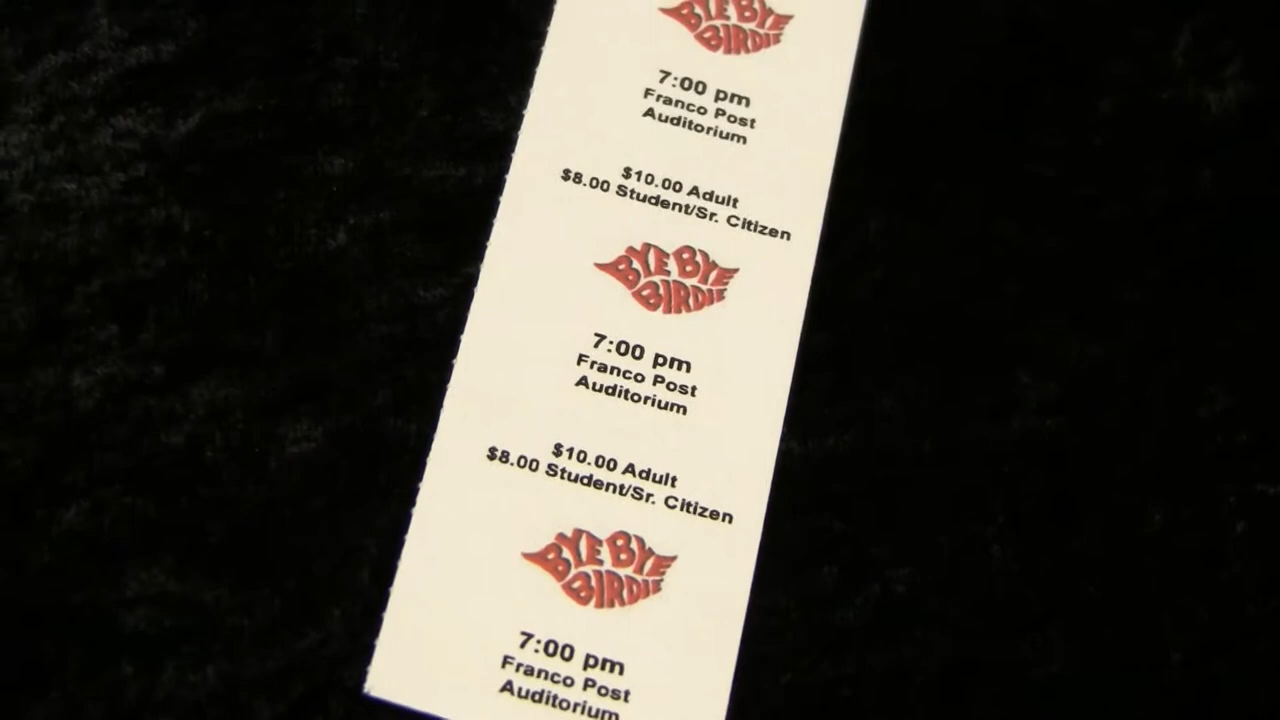 BYE BYE
BIRDIE
7:00 pm
Franco Post
Auditorium
$10.00 Adult
$8.00 Student/Sr. Citizen
BYE BYE
BIRDIE
7:00 pm
Franco Post
Auditorium
$10.00 Adult
$8.00 Student/Sr. Citizen
BYE BYE
BIRDIE
7:00 pm
Franco Post
Auditorium